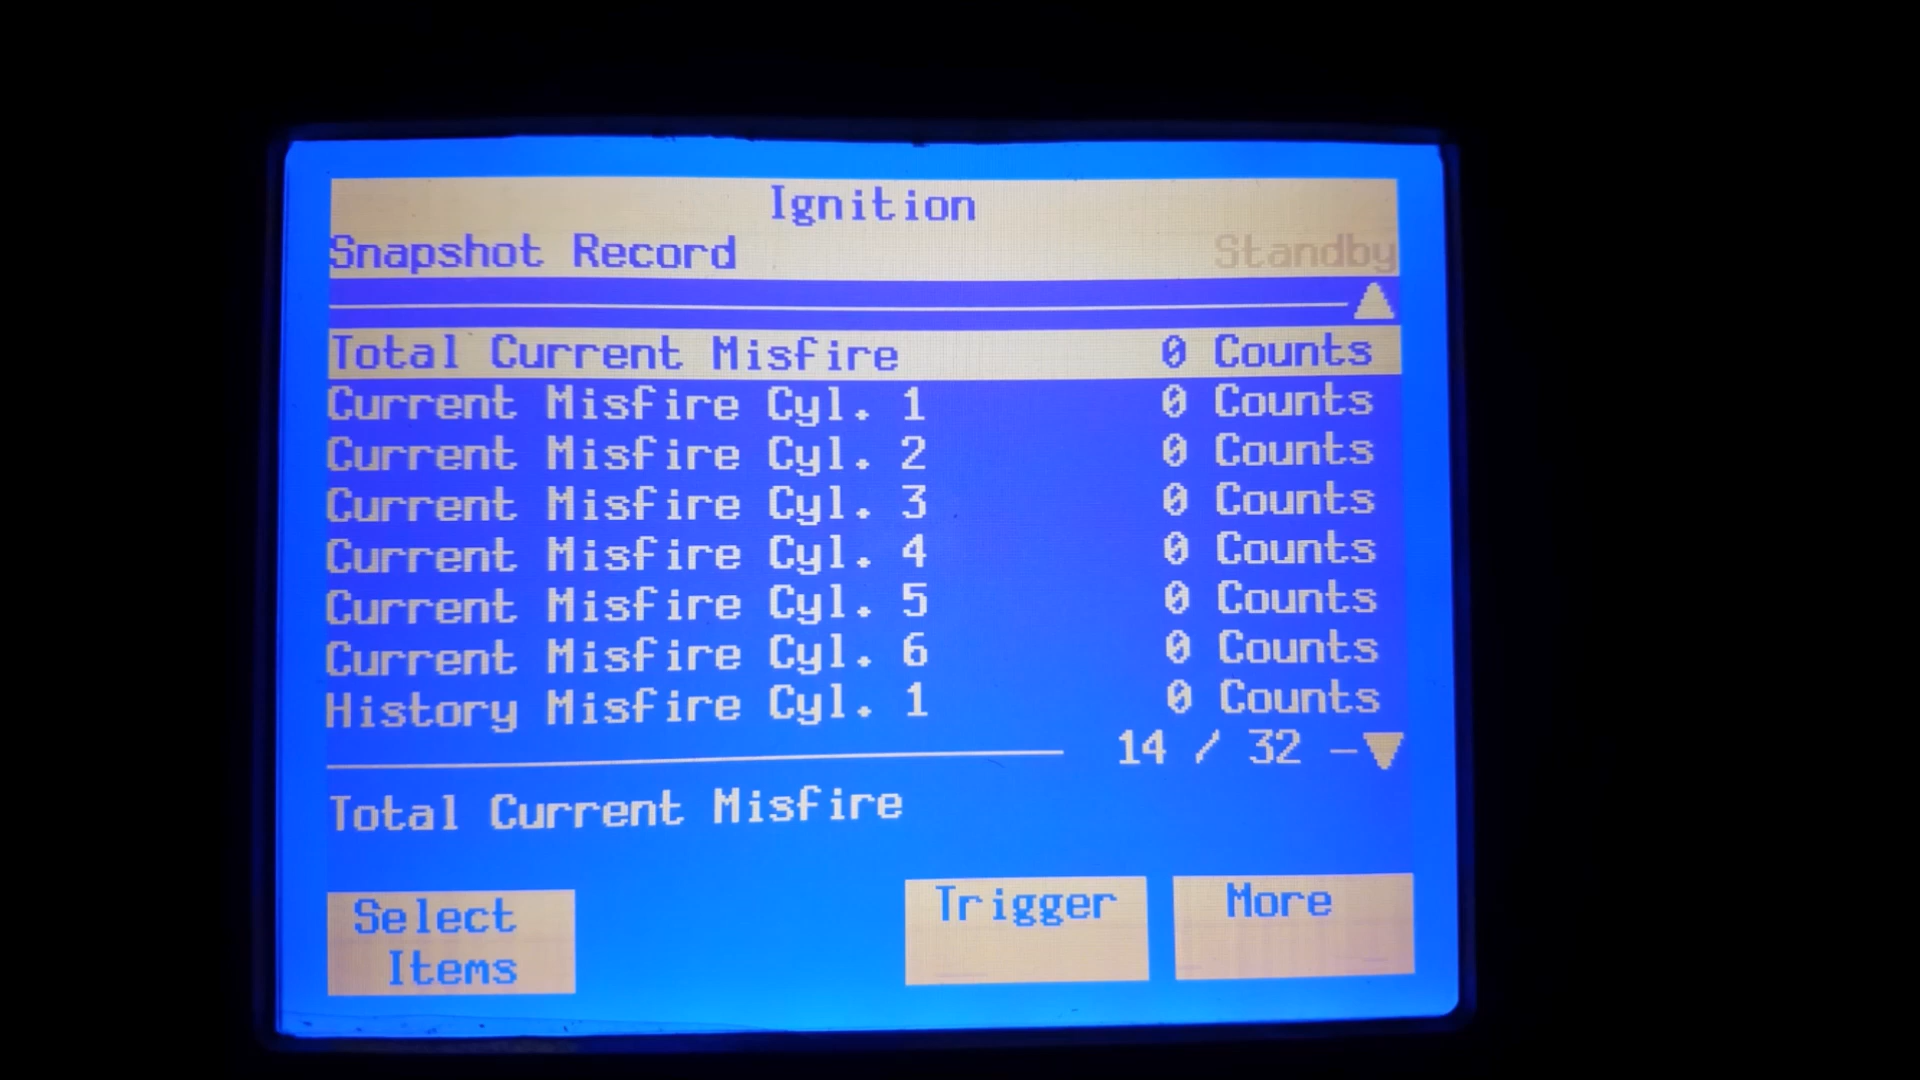 Ignition
Snapshot Record Standby
Total Current Misfire 0 Counts
Current Misfire Cyl. 1 0 Counts
Current Misfire Cyl. 2 0 Counts
Current Misfire Cyl. 3 0 Counts
Current Misfire Cyl. 4 0 Counts
Current Misfire Cyl. 5 0 Counts
Current Misfire Cyl. 6 0 Counts
History Misfire Cyl. 1 0 Counts
14 / 32
Total Current Misfire
Select Items
Trigger
More